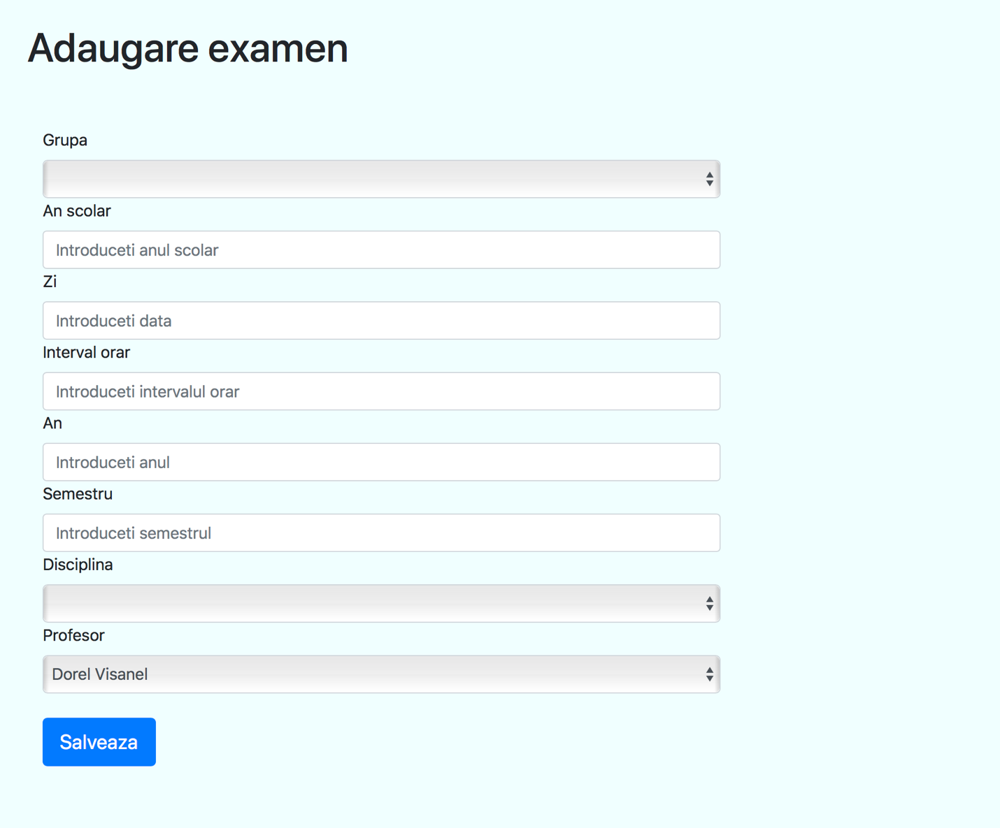 Adaugare examen
Grupa
An scolar
Introduceti anul scolar
Zi
Introduceti data
Interval orar
Introduceti intervalul orar
An
Introduceti anul
Semestru
Introduceti semestrul
Disciplina
Profesor
Dorel Visanel
Salveaza